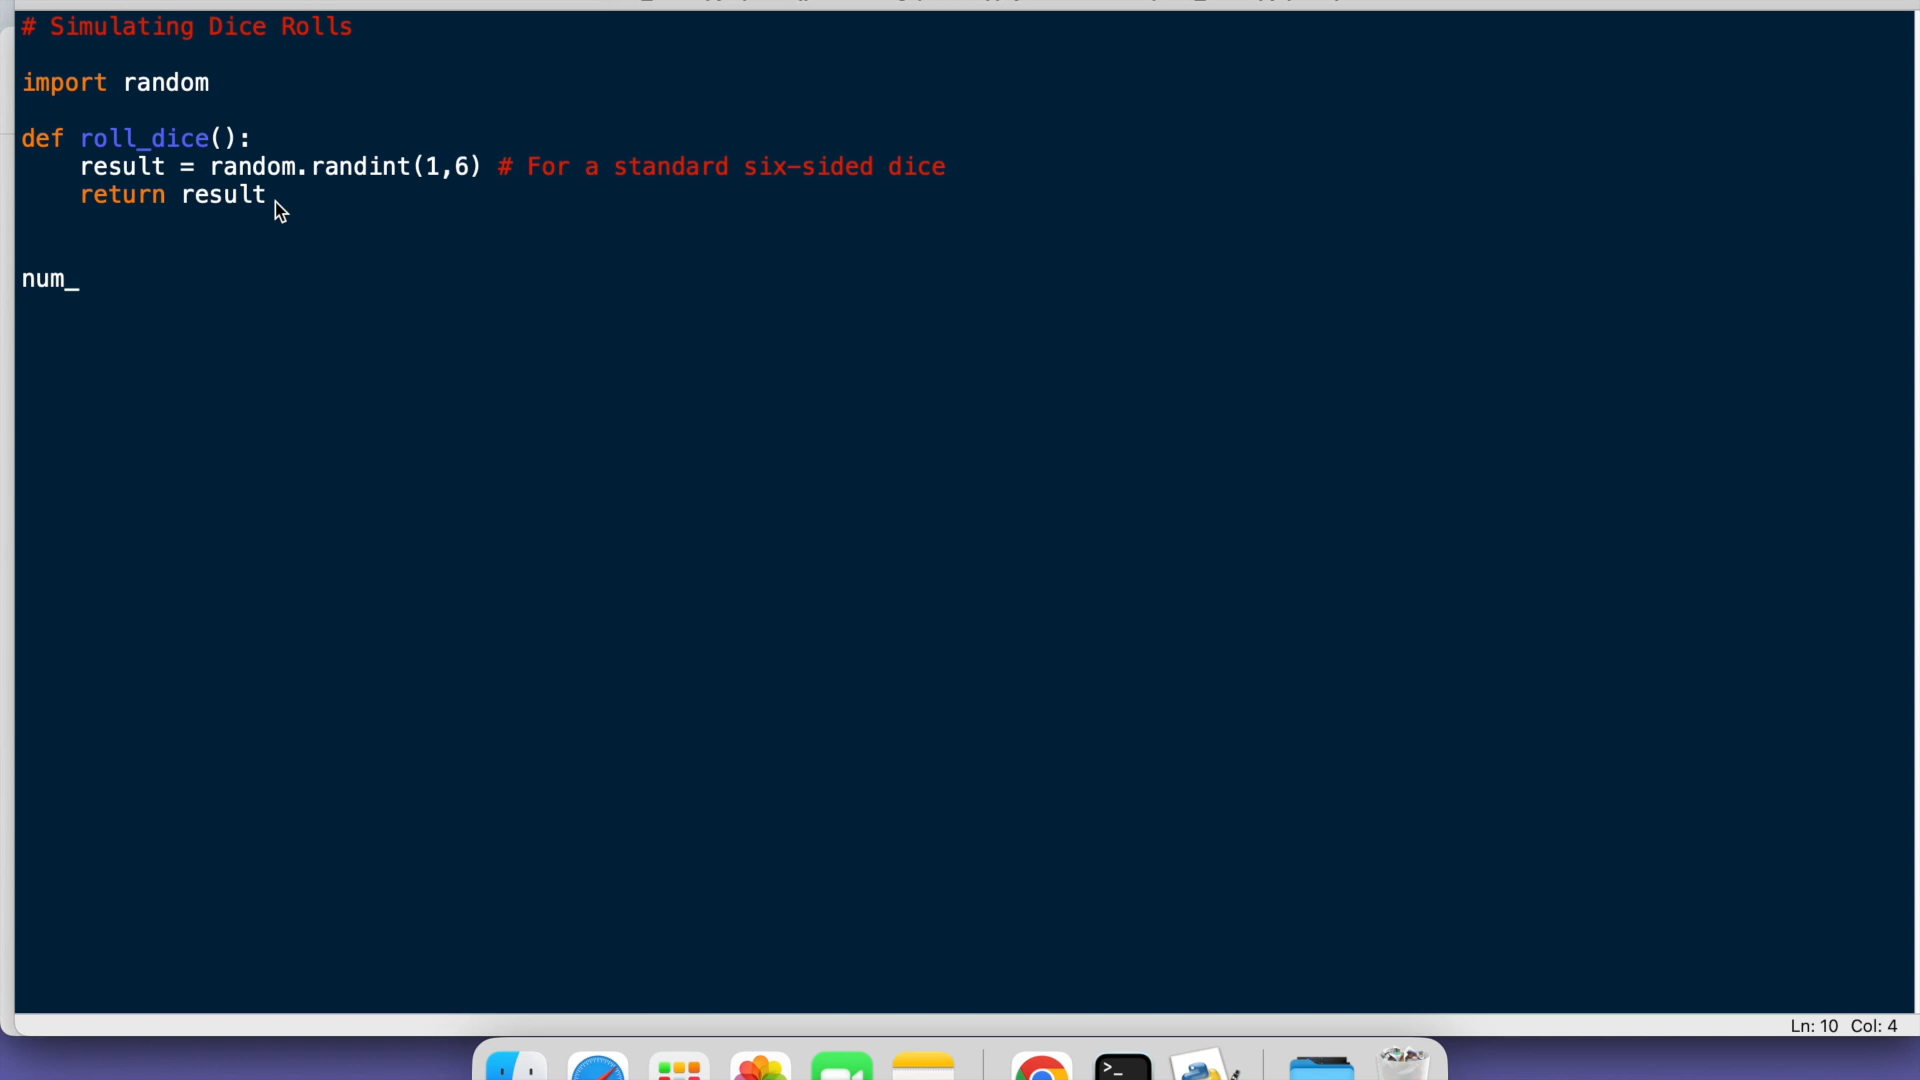 # Simulating Dice Rolls
import random
def roll_dice():
    result = random.randint(1,6) # For a standard six-sided dice
    return result
num_
Ln: 10 Col: 4
>_